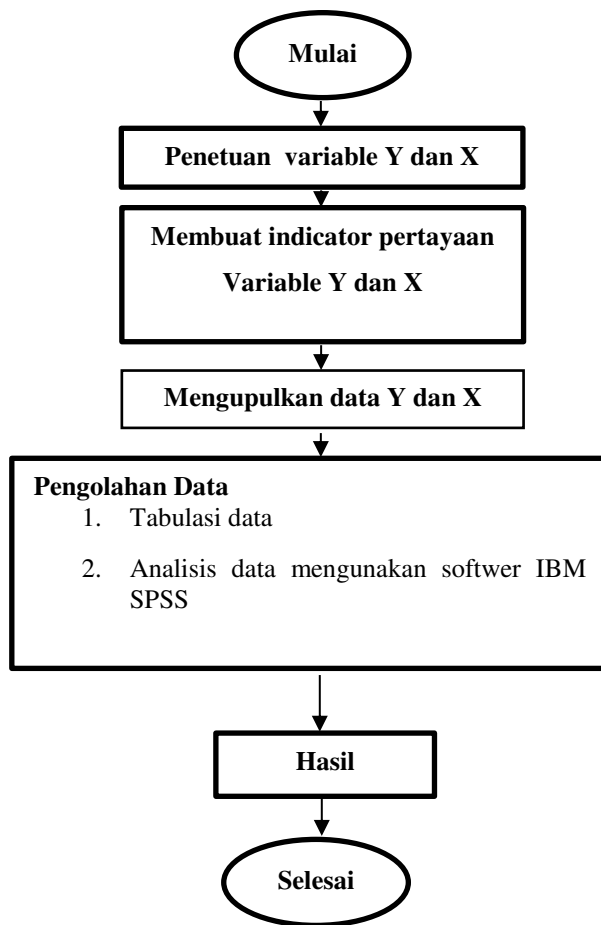 Mulai
Penetuan variable Y dan X
Membuat indicator pertayaan
Variable Y dan X
Mengupulkan data Y dan X
Pengolahan Data
1. Tabulasi data
2. Analisis data mengunakan softwer IBM
SPSS
Hasil
Selesai